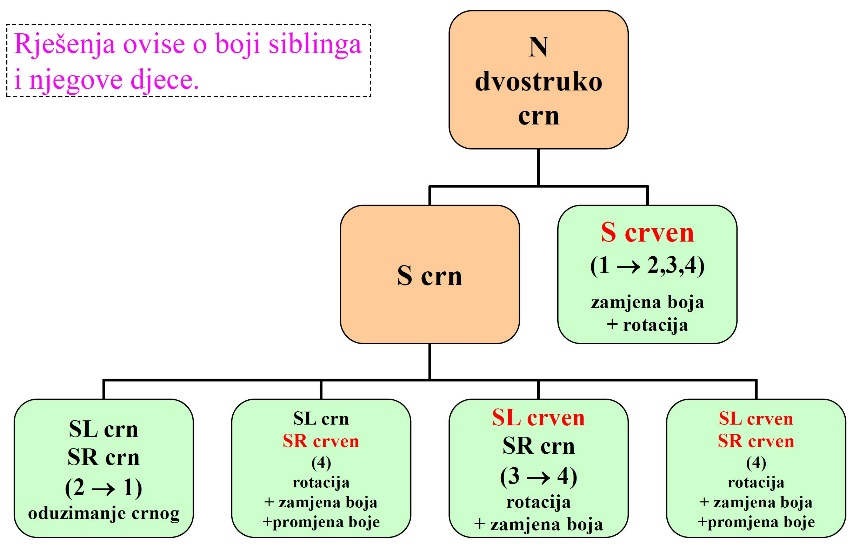 Rješenja ovise o boji siblinga
i njegove djece.
N
dvostruko
crn
S crn
S crven
(1 → 2,3,4)
zamjena boja
+ rotacija
SL crn
SR crn
(2 → 1)
oduzimanje crnog
SL crn
SR crven
(4)
rotacija
+ zamjena boja
+promjena boje
SL crven
SR crn
(3 → 4)
rotacija
+ zamjena boja
SL crven
SR crven
(4)
rotacija
+ zamjena boja
+promjena boje